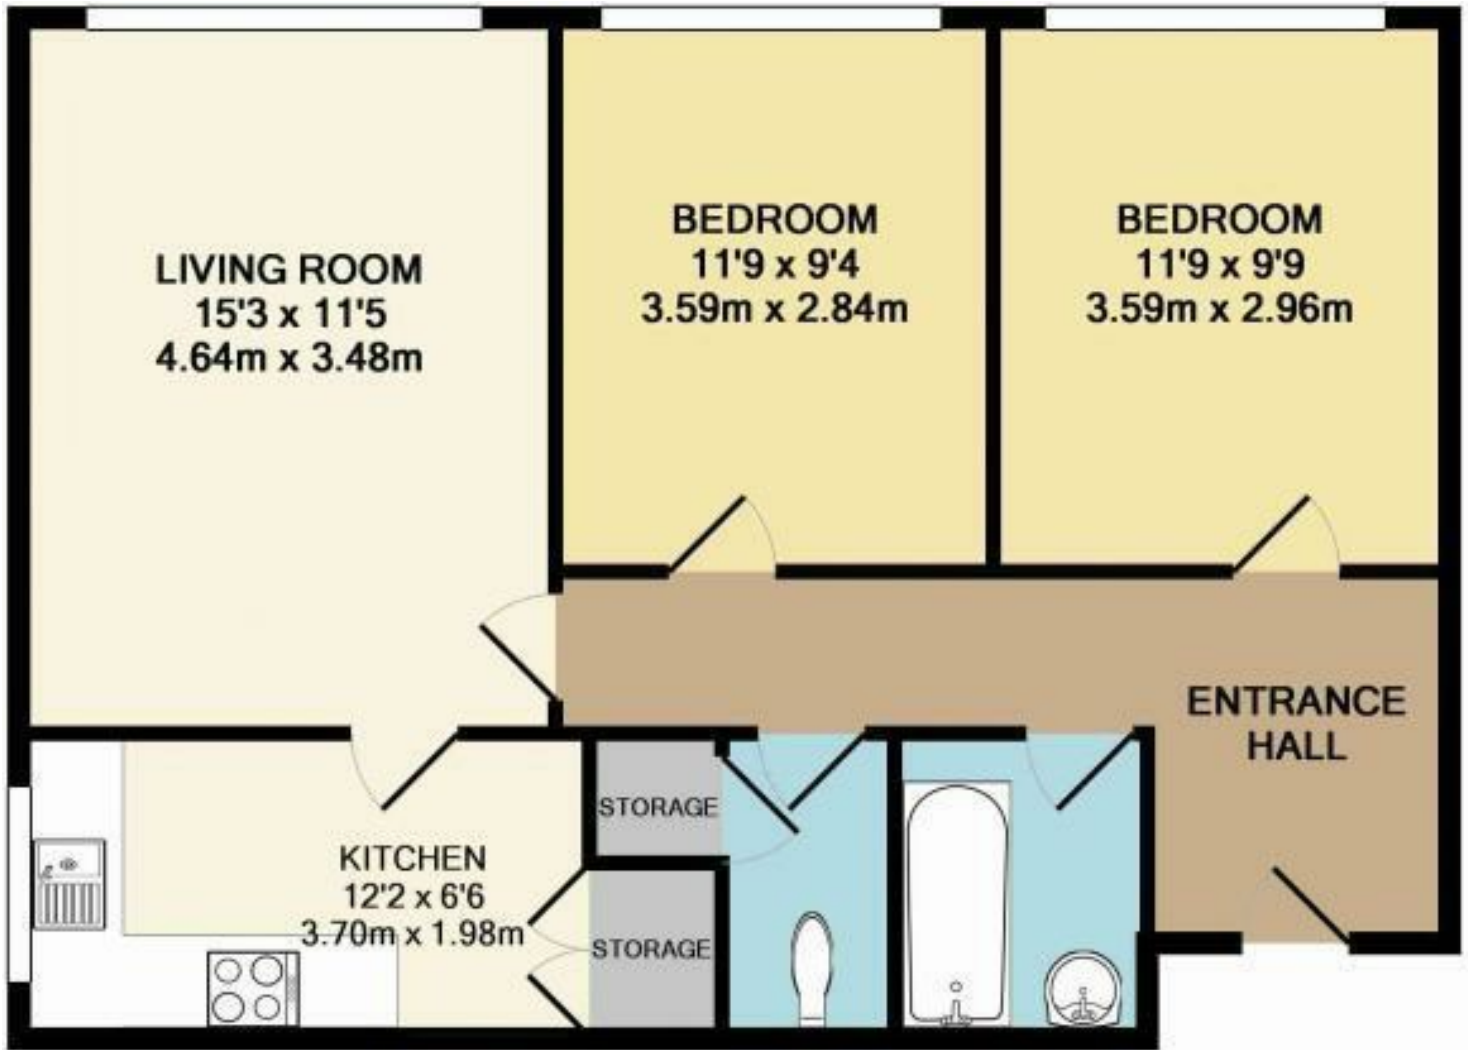 LIVING ROOM
15'3 x 11'5
4.64m x 3.48m
BEDROOM
11'9 x 9'4
3.59m x 2.84m
BEDROOM
11'9 x 9'9
3.59m x 2.96m
ENTRANCE
HALL
KITCHEN
12'2 x 6'6
3.70m x 1.98m
STORAGE
STORAGE